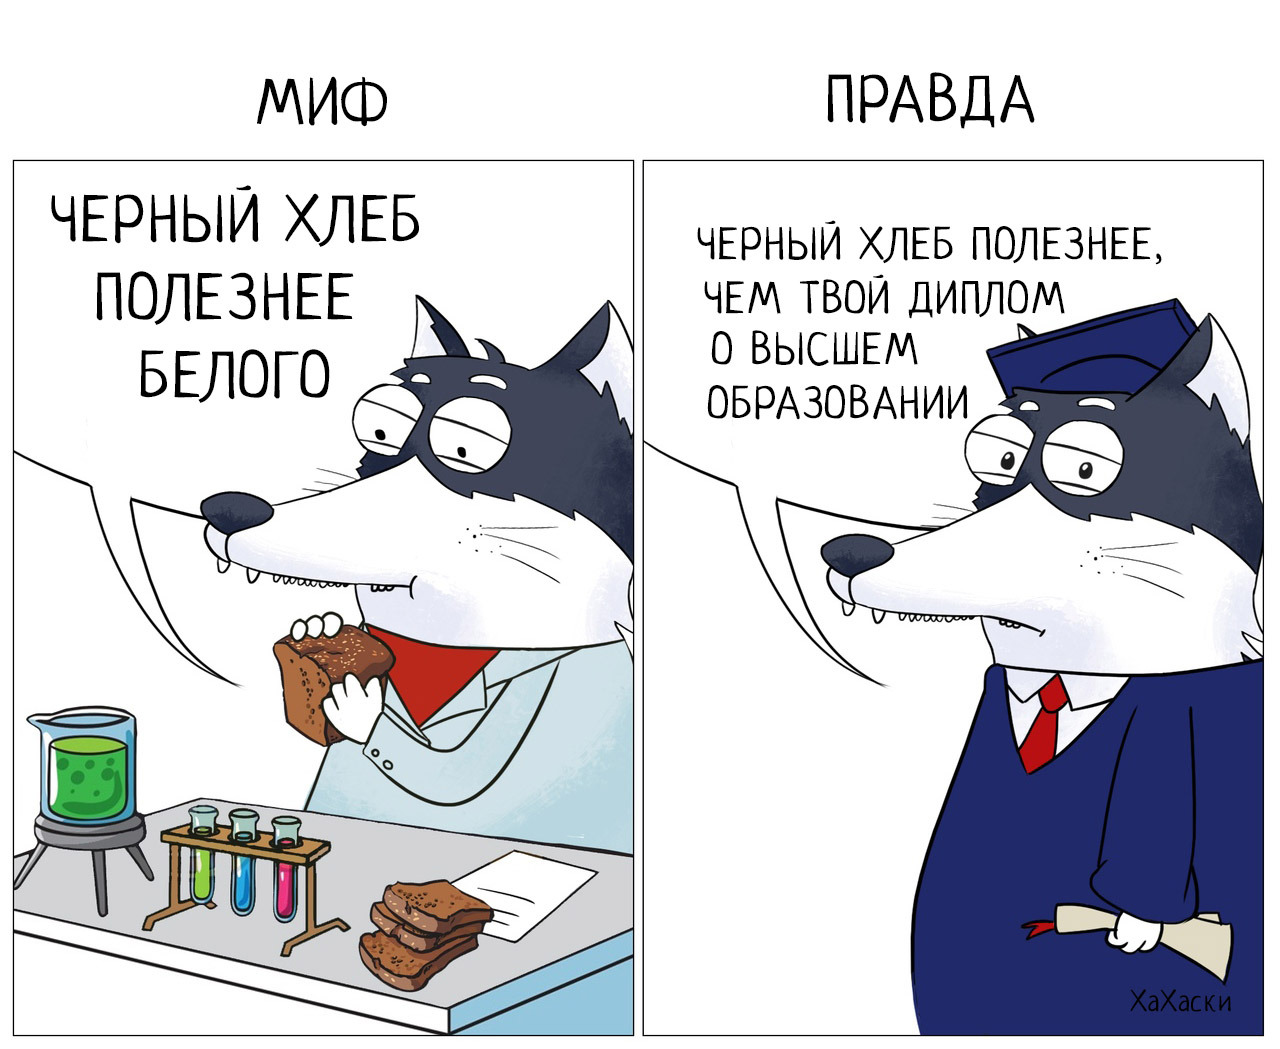 МИФ
ЧЕРНЫЙ ХЛЕБ
ПОЛЕЗНЕЕ
БЕЛОГО
ПРАВДА
ЧЕРНЫЙ ХЛЕБ ПОЛЕЗНЕЕ,
ЧЕМ ТВОЙ ДИПЛОМ
О ВЫСШЕМ
ОБРАЗОВАНИИ
ХаХаски